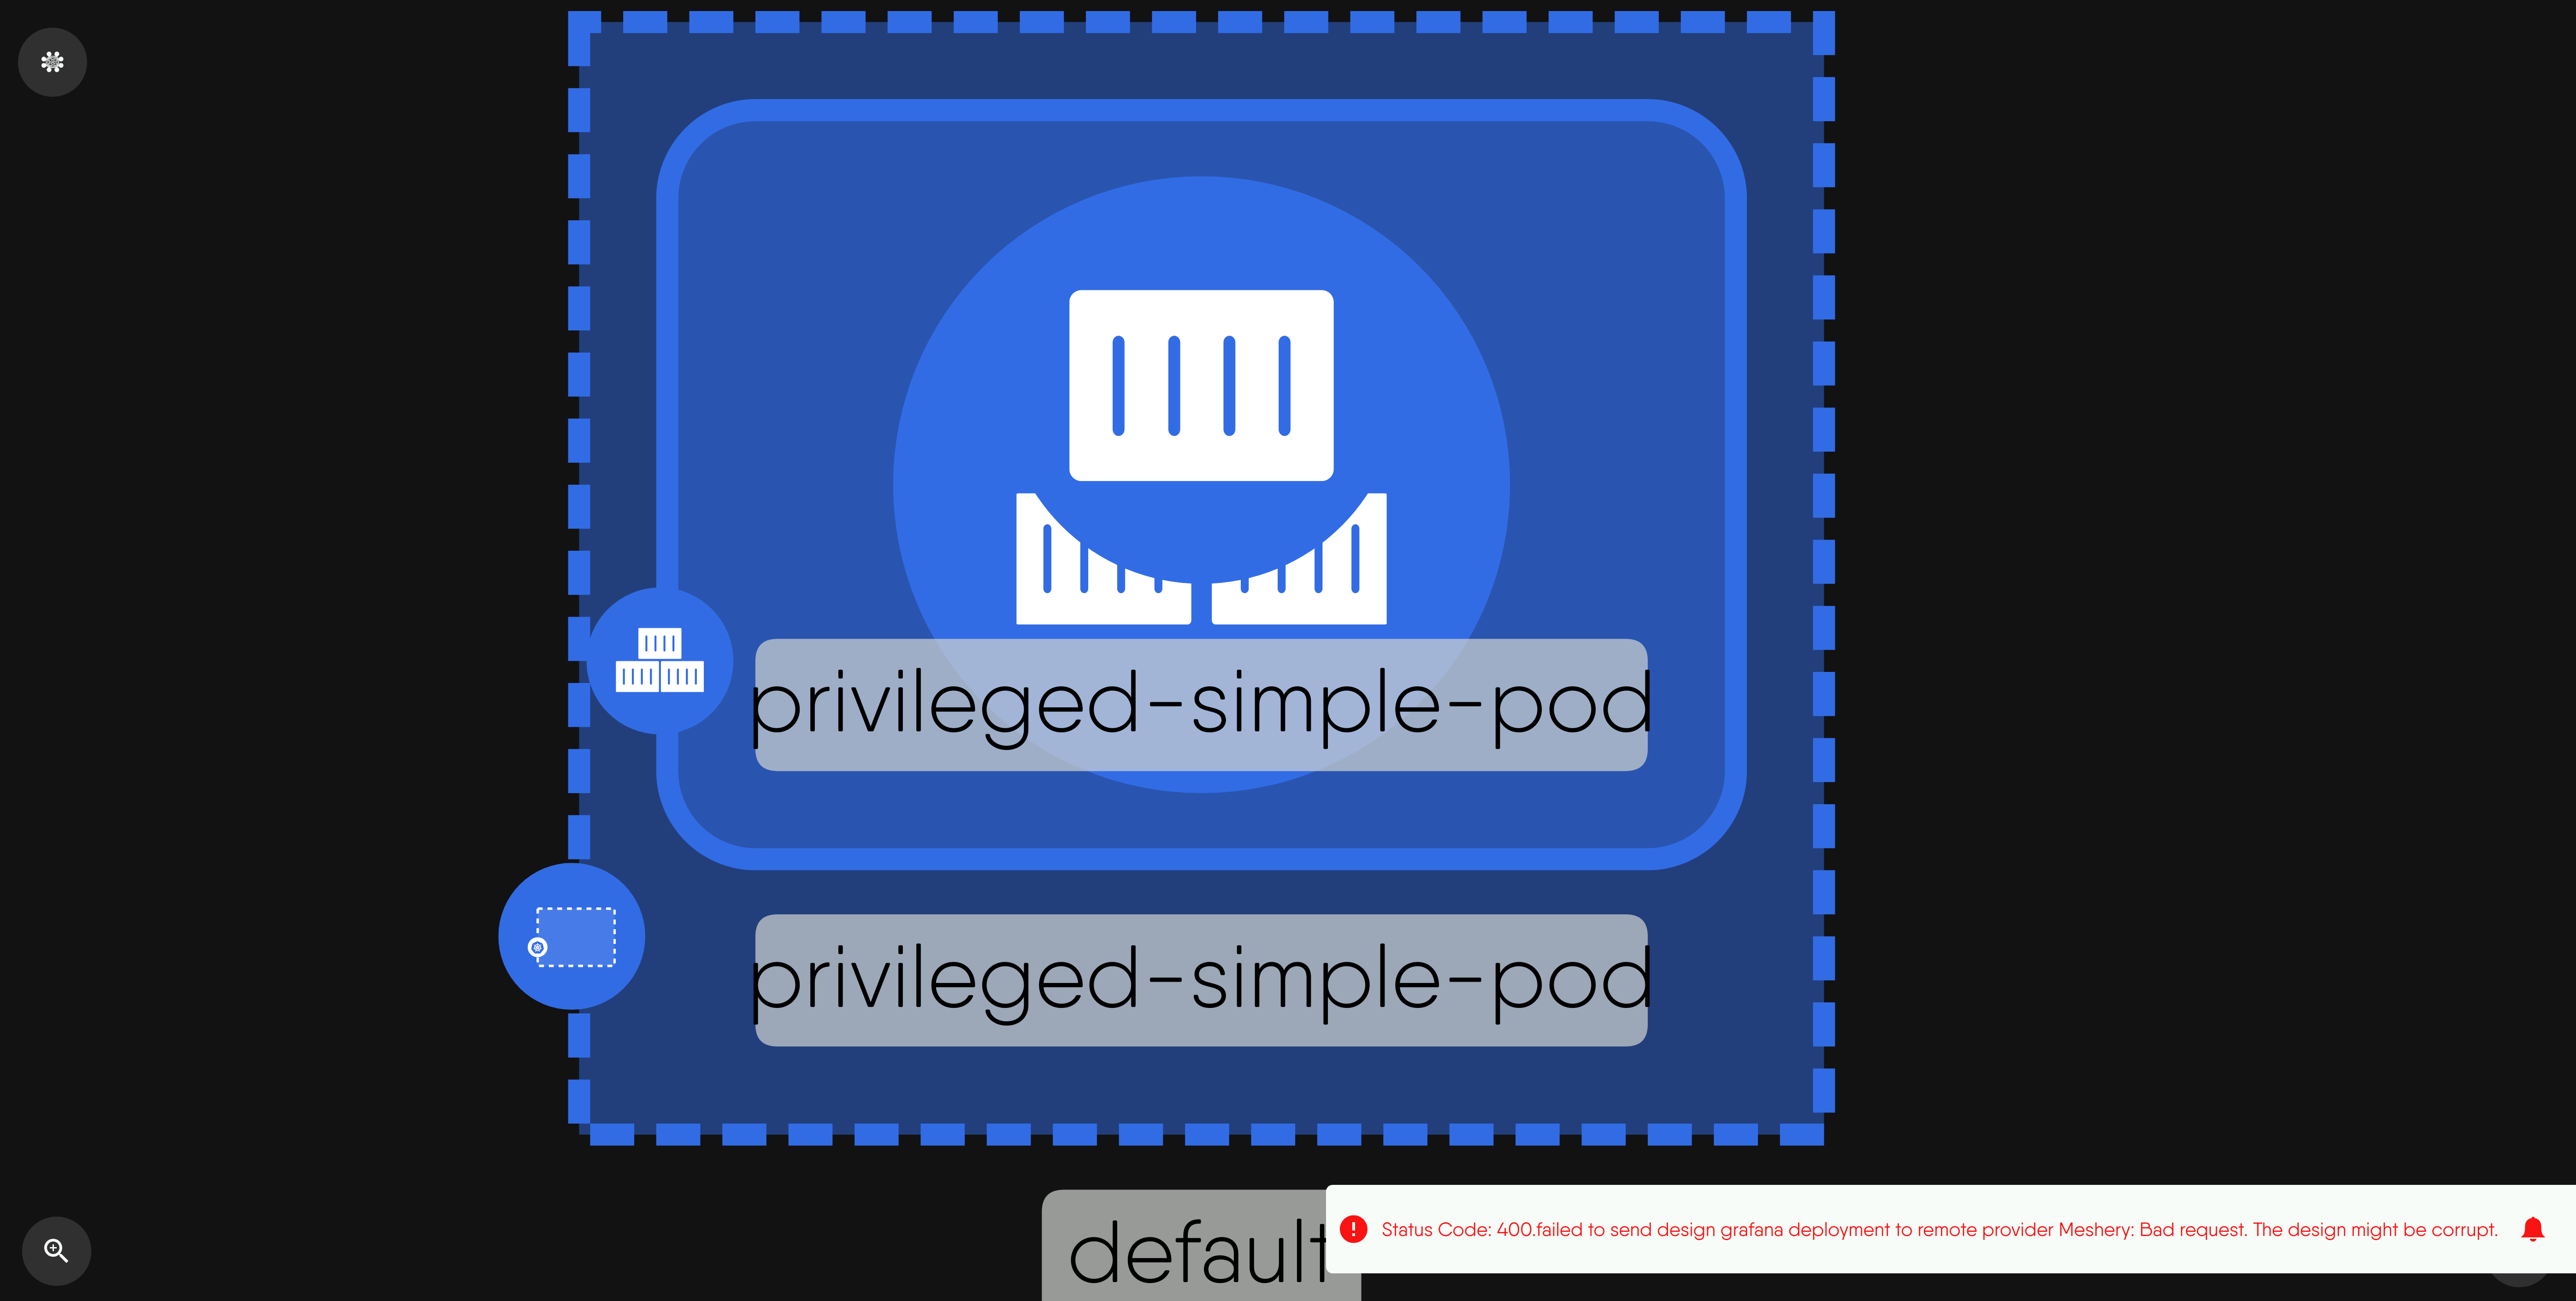 privileged-simple-pod
privileged-simple-pod
default
Status Code: 400.failed to send design grafana deployment to remote provider Meshery: Bad request. The design might be corrupt.